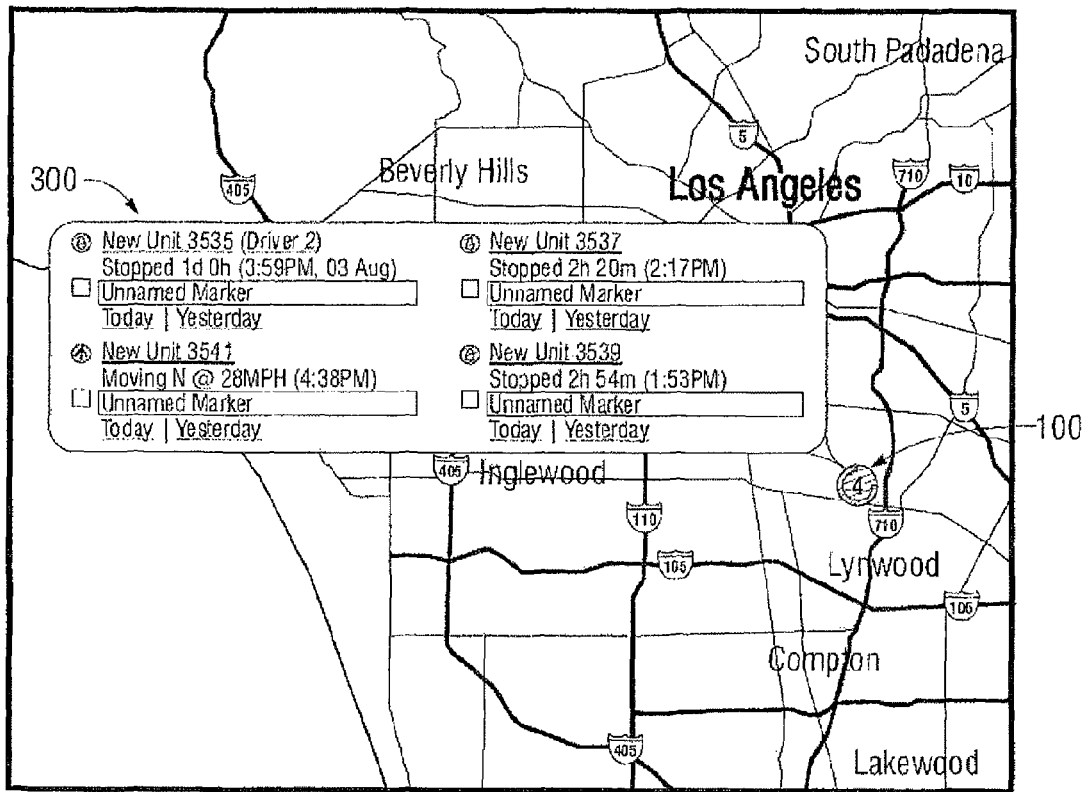 South Padadena
5
Beverly Hills
Los Angeles
710
10
300
405
New Unit 3535 (Driver 2)
Stopped 1d 0h (3:59PM, 03 Aug)
Unnamed Marker
Today | Yesterday
New Unit 3537
Stopped 2h 20m (2:17PM)
Unnamed Marker
Today | Yesterday
New Unit 3541
Moving N @ 28MPH (4:38PM)
Unnamed Marker
Today | Yesterday
New Unit 3539
Stopped 2h 54m (1:53PM)
Unnamed Marker
Today | Yesterday
5
100
405
Inglewood
4
110
710
105
Lynwood
105
Compton
405
Lakewood